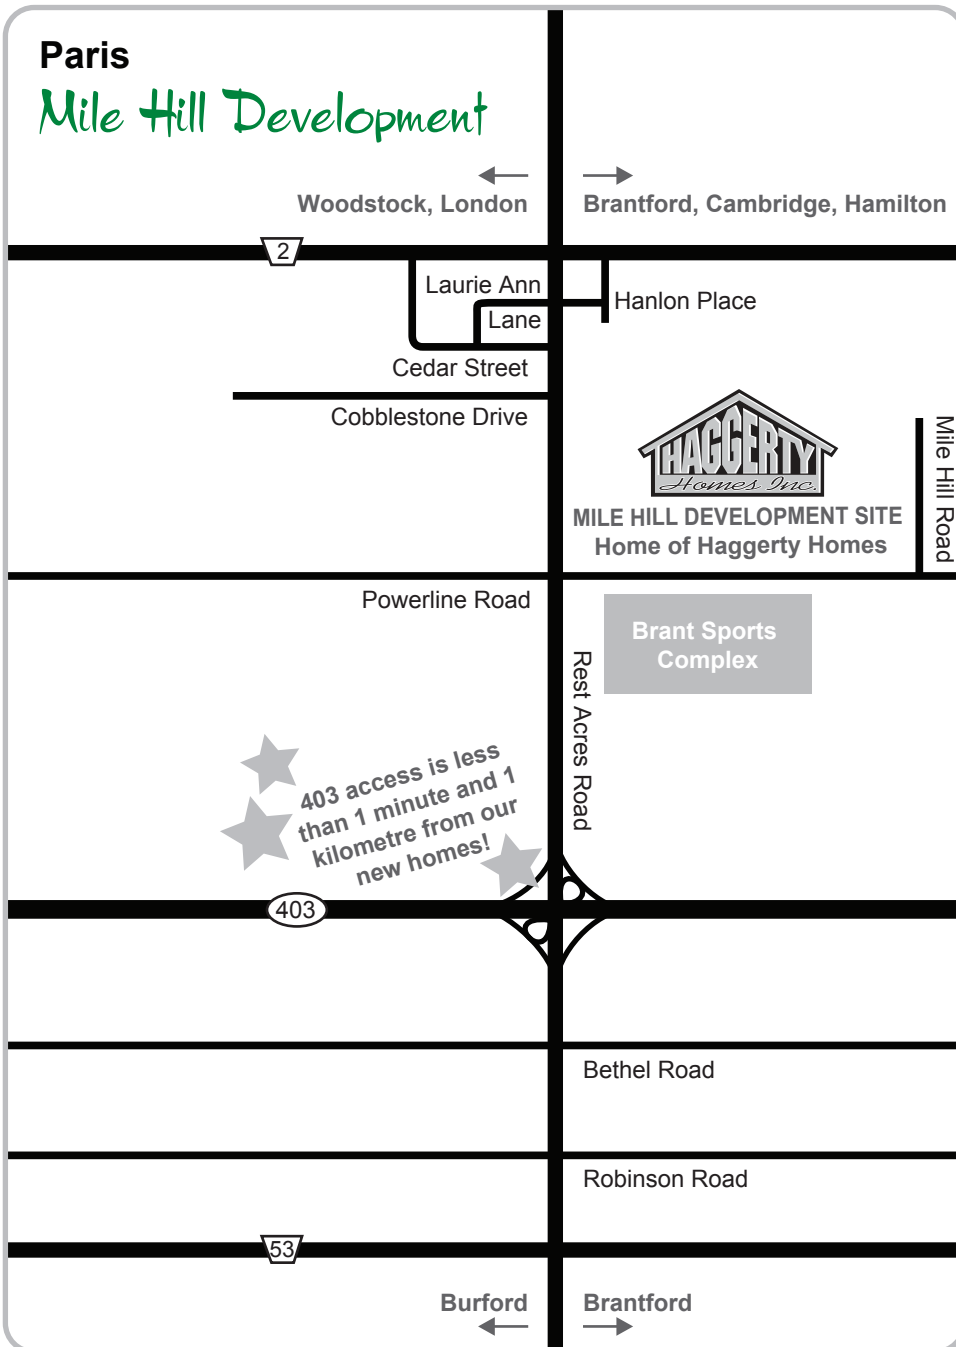 Paris
Mile Hill Development
Woodstock, London
Brantford, Cambridge, Hamilton
2
Laurie Ann
Lane
Hanlon Place
Cedar Street
Cobblestone Drive
HAGGERTY
Homes Inc.
MILE HILL DEVELOPMENT SITE
Home of Haggerty Homes
Mile Hill Road
Powerline Road
Brant Sports
Complex
Rest Acres Road
403 access is less
than 1 minute and 1
kilometre from our
new homes!
403
Bethel Road
Robinson Road
53
Burford
Brantford